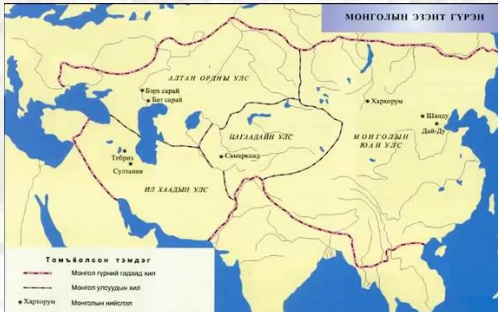 МОНГОЛЫН ЭЗЭНТ ГҮРЭН
АЛТАН ОРДНЫ УЛС
Бэрх сарай
Бат сарай
Хархорум
Шанду
Дай-Ду
ЦАГААДАЙН УЛС
МОНГОЛЫН
ЮАН УЛС
Самарканд
Тебриз
Султания
ИЛ ХААДЫН УЛС
Томъёолсон тэмдэг
Монгол гүрний гадаад хил
Монгол улсуудын хил
Хархорум
Монголын нийслэл